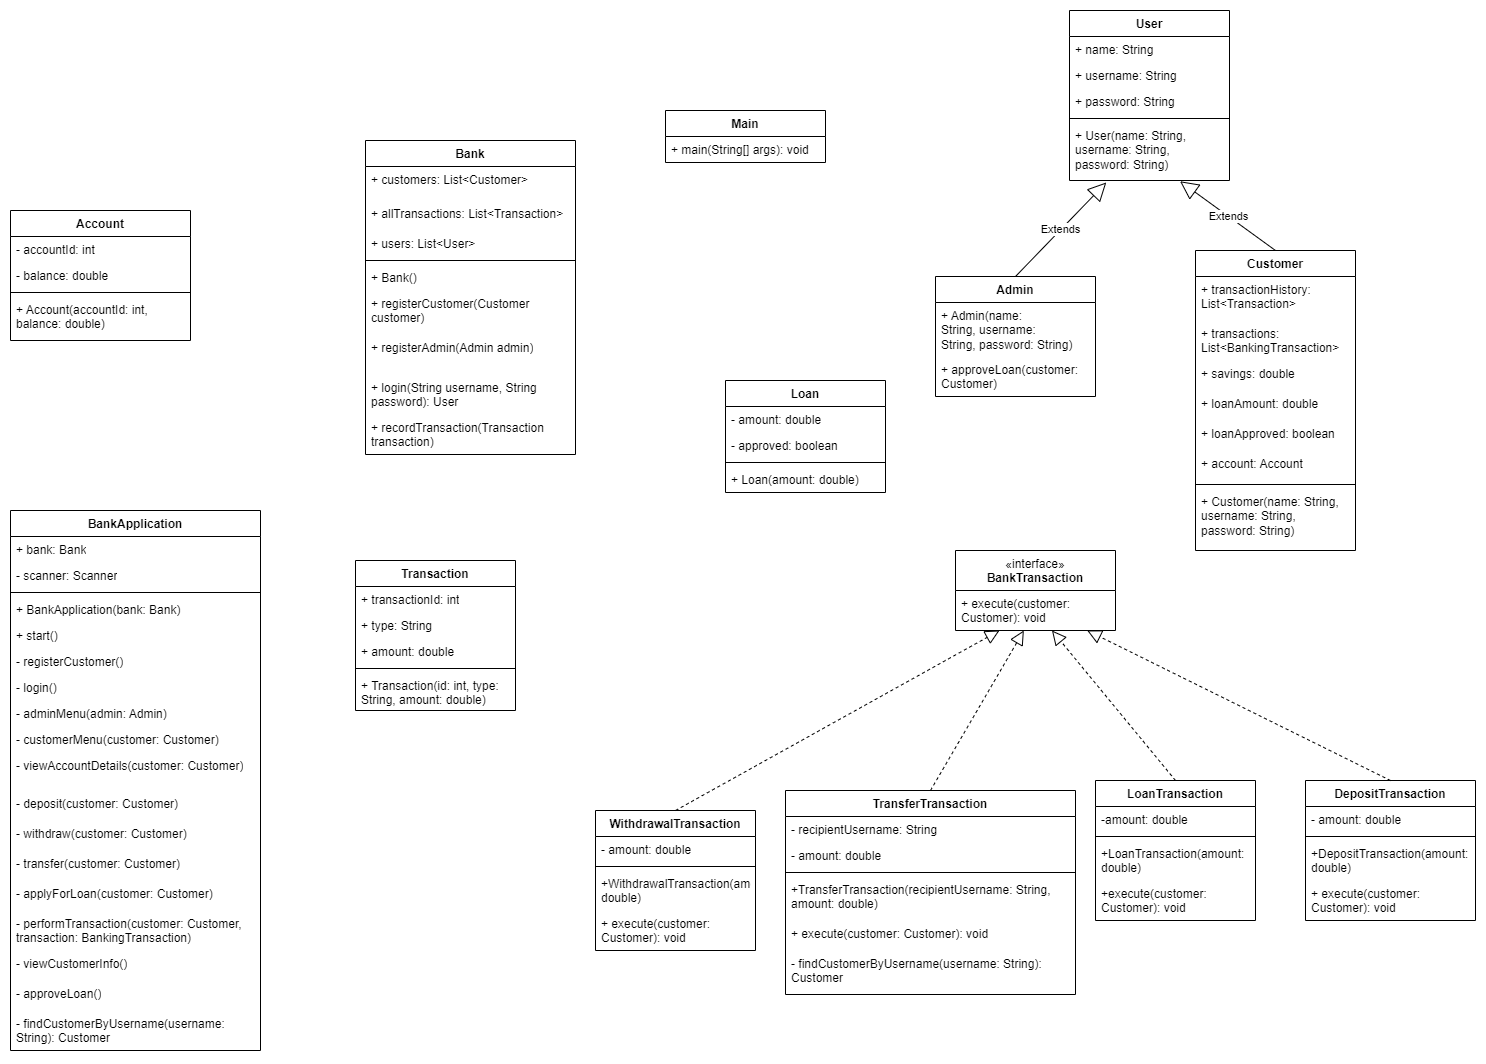 User
+ name: String
+ username: String
+ password: String
+ User(name: String,
username: String,
password: String)
Main
+ main(String[] args): void
Bank
+ customers: List<Customer>
+ allTransactions: List<Transaction>
+ users: List<User>
+ Bank()
+ registerCustomer(Customer
customer)
+ registerAdmin(Admin admin)
+ login(String username, String
password): User
+ recordTransaction(Transaction
transaction)
Account
- accountId: int
- balance: double
+ Account(accountId: int,
balance: double)
Extends
Extends
Admin
+ Admin(name:
String, username:
String, password: String)
+ approveLoan(customer:
Customer)
Customer
+ transactionHistory:
List<Transaction>
+ transactions:
List<BankingTransaction>
+ savings: double
+ loanAmount: double
+ loanApproved: boolean
+ account: Account
+ Customer(name: String,
username: String,
password: String)
Loan
- amount: double
- approved: boolean
+ Loan(amount: double)
BankApplication
+ bank: Bank
- scanner: Scanner
+ BankApplication(bank: Bank)
+ start()
- registerCustomer()
- login()
- adminMenu(admin: Admin)
- customerMenu(customer: Customer)
- viewAccountDetails(customer: Customer)
- deposit(customer: Customer)
- withdraw(customer: Customer)
- transfer(customer: Customer)
- applyForLoan(customer: Customer)
- performTransaction(customer: Customer,
transaction: BankingTransaction)
- viewCustomerInfo()
- approveLoan()
- findCustomerByUsername(username:
String): Customer
Transaction
+ transactionId: int
+ type: String
+ amount: double
+ Transaction(id: int, type:
String, amount: double)
«interface»
BankTransaction
+ execute(customer:
Customer): void
WithdrawalTransaction
- amount: double
+WithdrawalTransaction(am
double)
+ execute(customer:
Customer): void
TransferTransaction
- recipientUsername: String
- amount: double
+TransferTransaction(recipientUsername: String,
amount: double)
+ execute(customer: Customer): void
- findCustomerByUsername(username: String):
Customer
LoanTransaction
-amount: double
+LoanTransaction(amount:
double)
+execute(customer:
Customer): void
DepositTransaction
- amount: double
+DepositTransaction(amount:
double)
+ execute(customer:
Customer): void